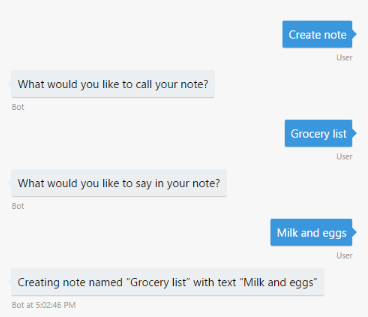 Create note
User
What would you like to call your note?
Bot
Grocery list
User
What would you like to say in your note?
Bot
Milk and eggs
User
Creating note named “Grocery list” with text “Milk and eggs”
Bot at 5:02:46 PM